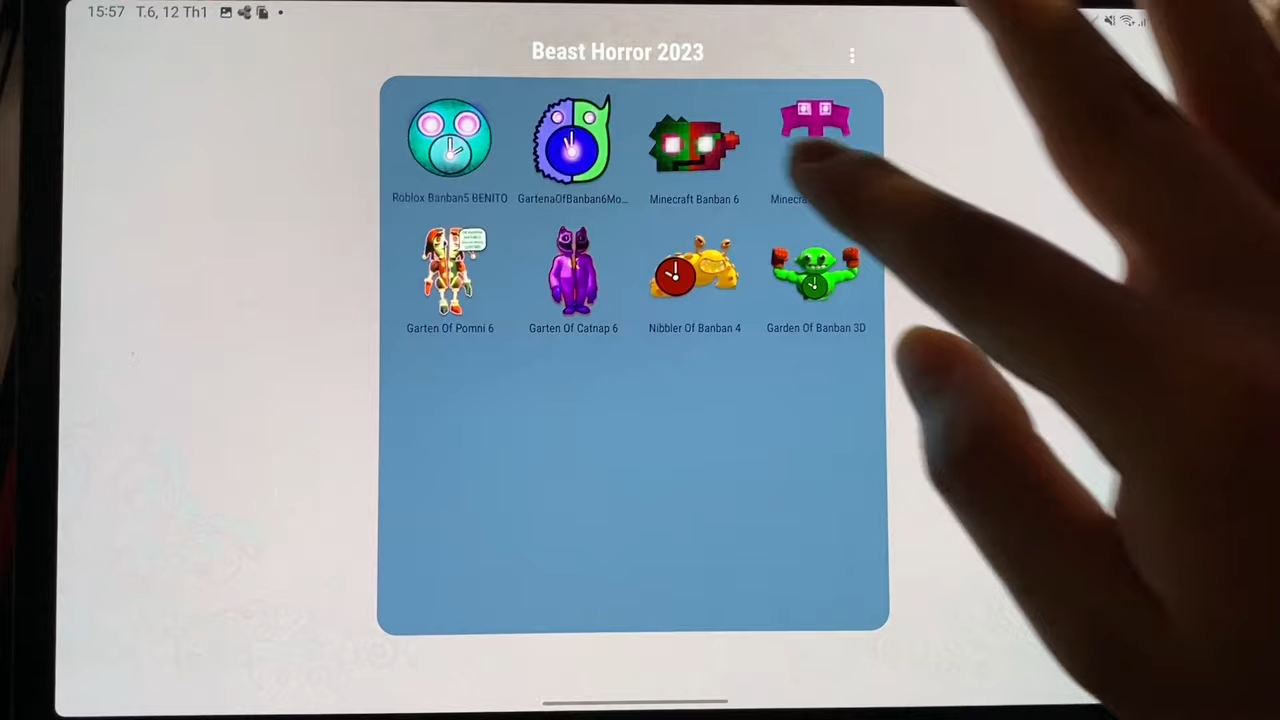 15:57 T.6, 12 Th1
Beast Horror 2023
Roblox Banban5 BENITO
GartenaOfBanban6Mo...
Minecraft Banban 6
Garten Of Pomni 6
Garten Of Catnap 6
Nibbler Of Banban 4
Garden Of Banban 3D